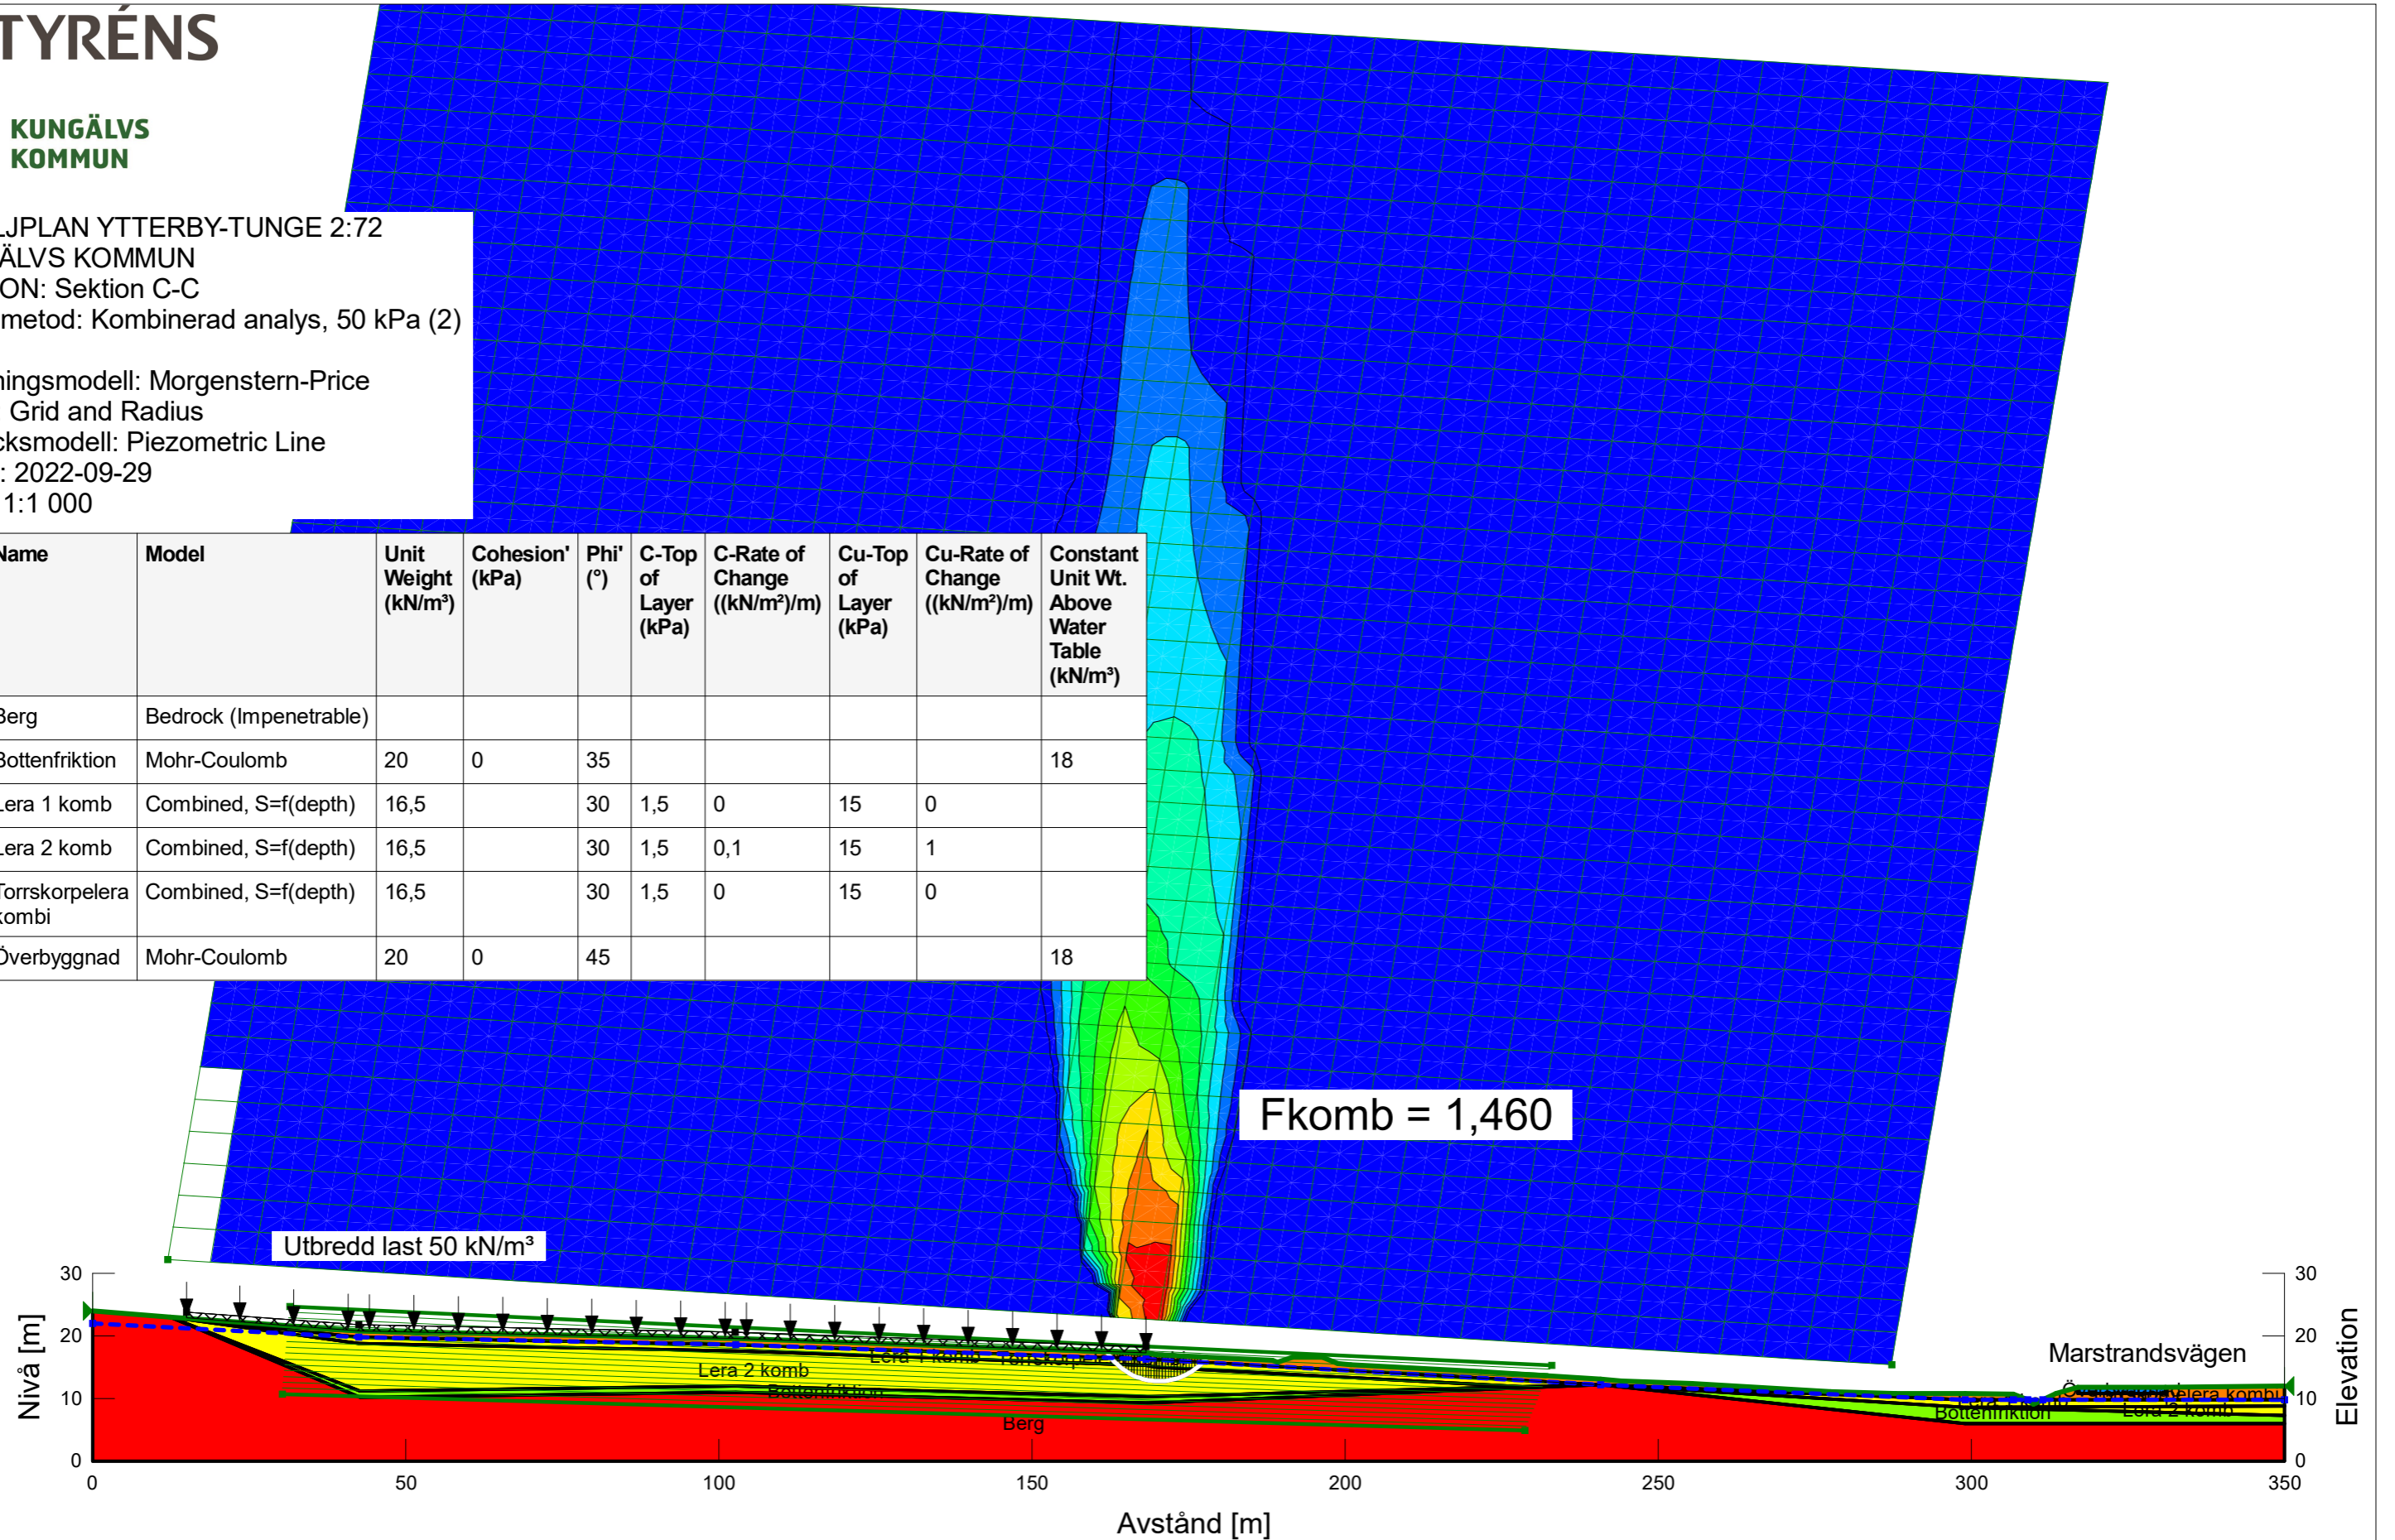 TYRÉNS
KUNGÄLVS
KOMMUN
LJPLAN YTTERBY-TUNGE 2:72
ÄLVS KOMMUN
ON: Sektion C-C
metod: Kombinerad analys, 50 kPa (2)
ningsmodell: Morgenstern-Price
Grid and Radius
cksmodell: Piezometric Line
: 2022-09-29
1:1 000
Name Model Unit Weight (kN/m³) Cohesion' (kPa) Phi' (°) C-Top of Layer (kPa) C-Rate of Change ((kN/m²)/m) Cu-Top of Layer (kPa) Cu-Rate of Change ((kN/m²)/m) Constant Unit Wt. Above Water Table (kN/m³)
Berg Bedrock (Impenetrable)
Bottenfriktion Mohr-Coulomb 20 0 35 18
Lera 1 komb Combined, S=f(depth) 16,5 30 1,5 0 15 0
Lera 2 komb Combined, S=f(depth) 16,5 30 1,5 0,1 15 1
Torrskorpelera kombi Combined, S=f(depth) 16,5 30 1,5 0 15 0
Överbyggnad Mohr-Coulomb 20 0 45 18
Fkomb = 1,460
Utbredd last 50 kN/m³
Marstrandsvägen
Lera 2 komb
Bottenfriktion
Berg
Bottenfriktion
Lera 2 komb
Nivå [m]
30
20
10
0
30
20
10
0
Elevation
0 50 100 150 200 250 300 350
Avstånd [m]